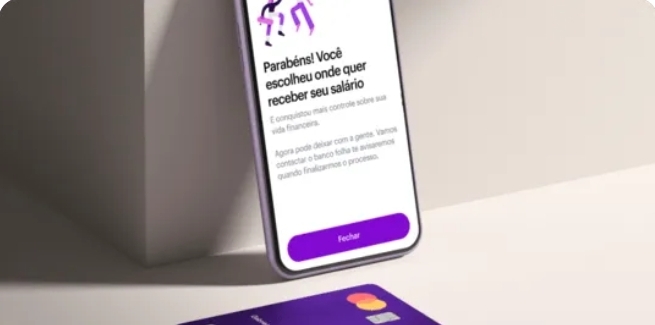 Parabéns! Você
escolheu onde quer
receber seu salário
E conquistou mais controle sobre sua
vida financeira.
Agora pode deixar com a gente. Vamos
contactar o banco folha te avisaremos
quando finalizarmos o processo.
Fechar